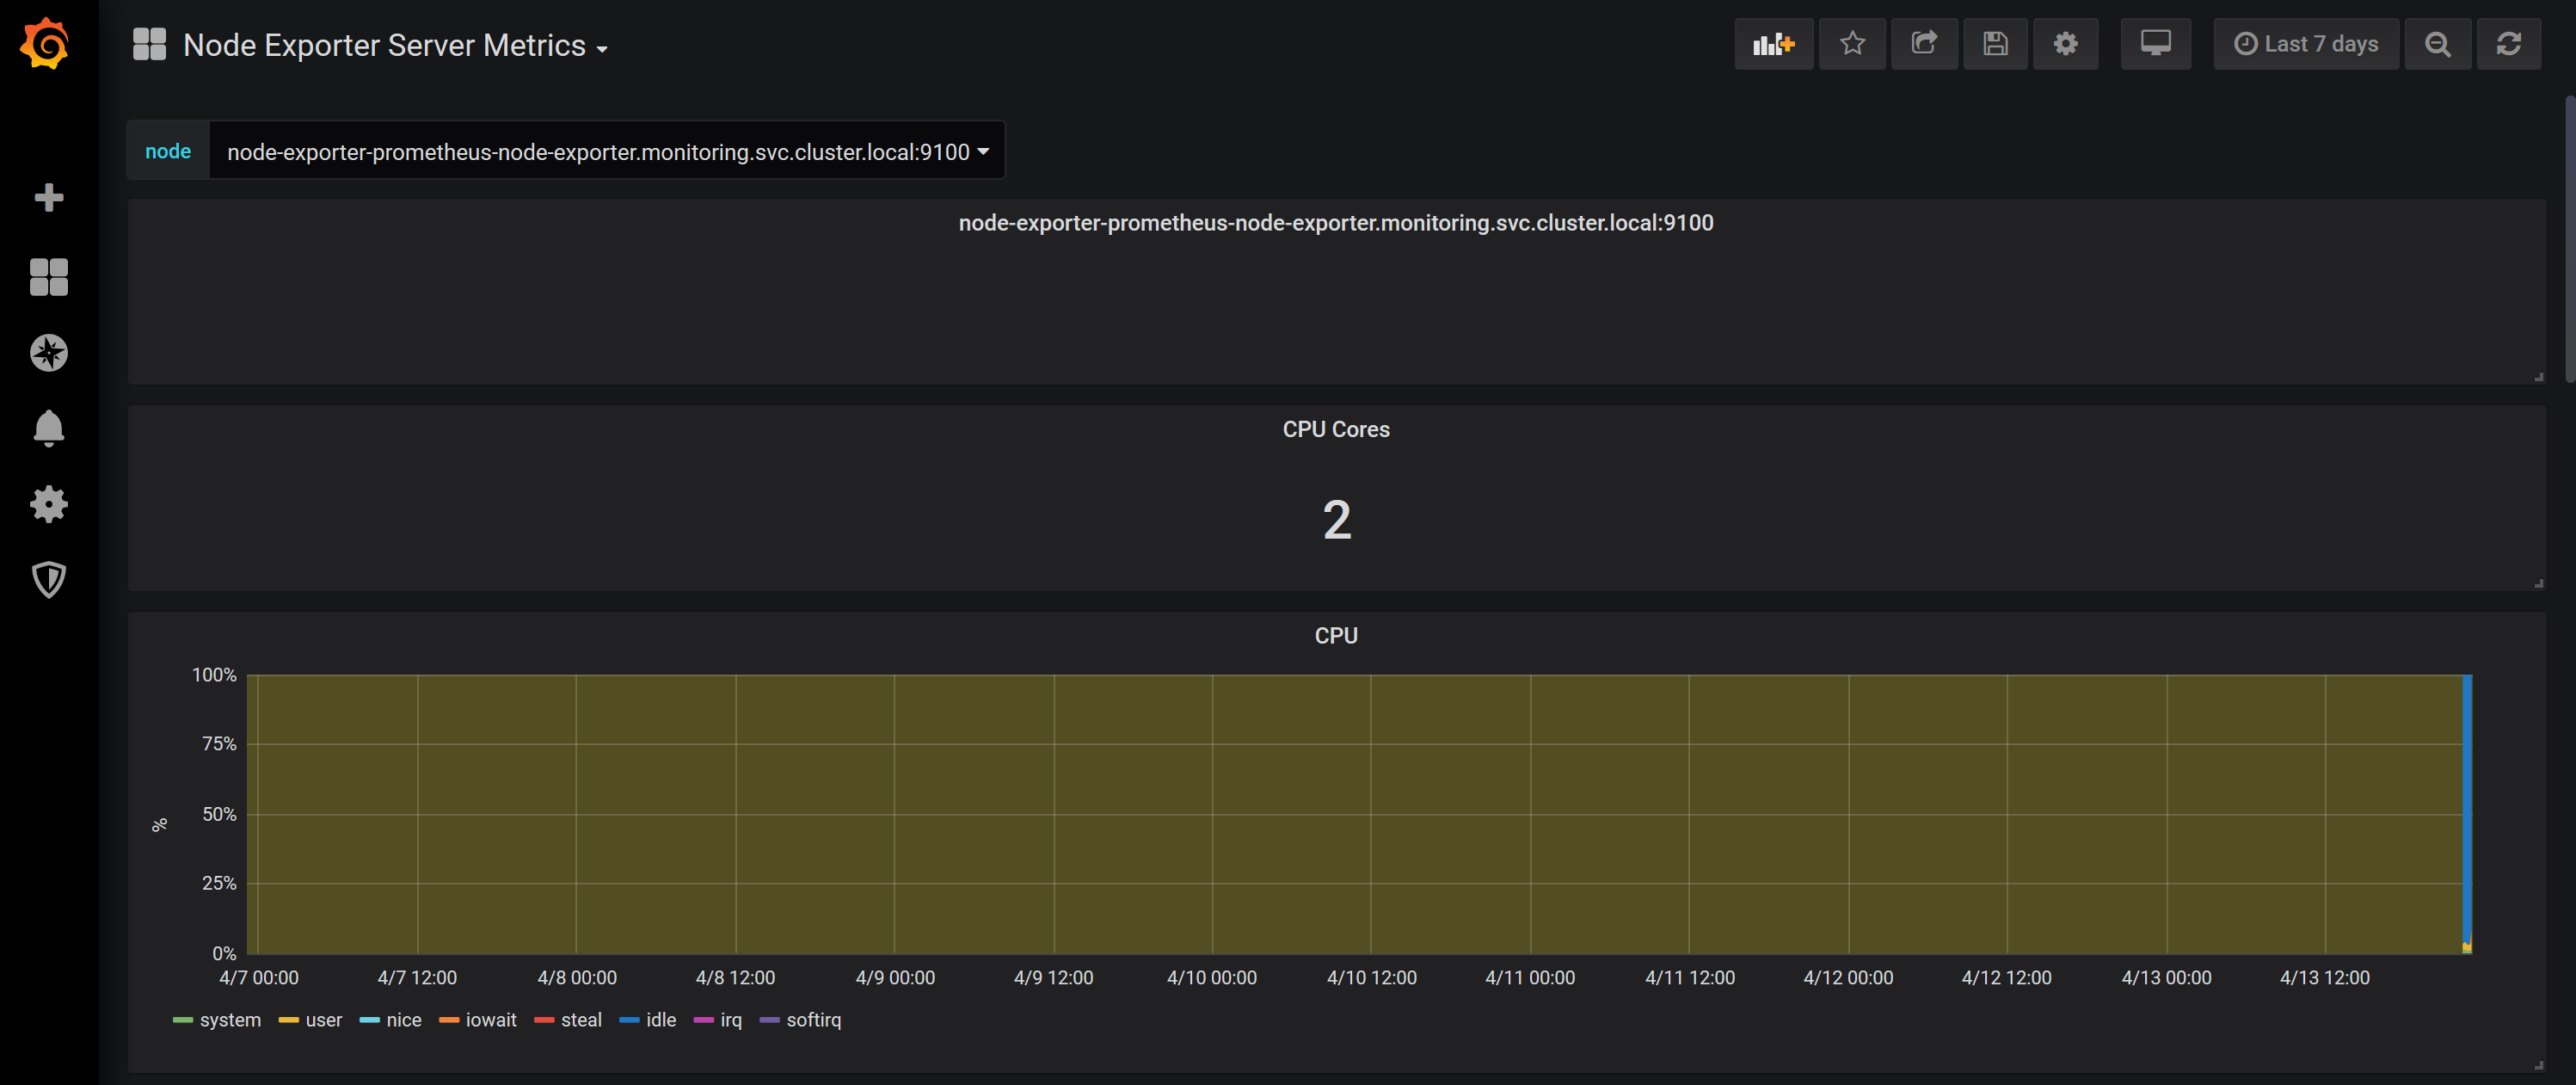 Node Exporter Server Metrics
Last 7 days
node node-exporter-prometheus-node-exporter.monitoring.svc.cluster.local:9100
node-exporter-prometheus-node-exporter.monitoring.svc.cluster.local:9100
CPU Cores
2
CPU
100%
75%
50%
25%
0%
%
4/7 00:00 4/7 12:00 4/8 00:00 4/8 12:00 4/9 00:00 4/9 12:00 4/10 00:00 4/10 12:00 4/11 00:00 4/11 12:00 4/12 00:00 4/12 12:00 4/13 00:00 4/13 12:00
system user nice iowait steal idle irq softirq